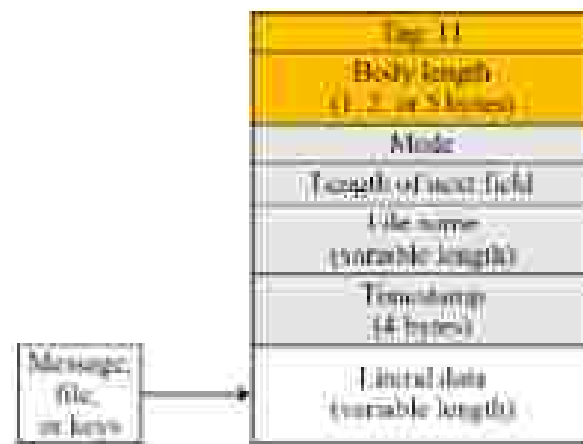 Tag: 11
Body length
(1, 2, or 5 bytes)
Mode
Length of next field
File name
(variable length)
Timestamp
(4 bytes)
Message,
file,
or keys
Literal data
(variable length)